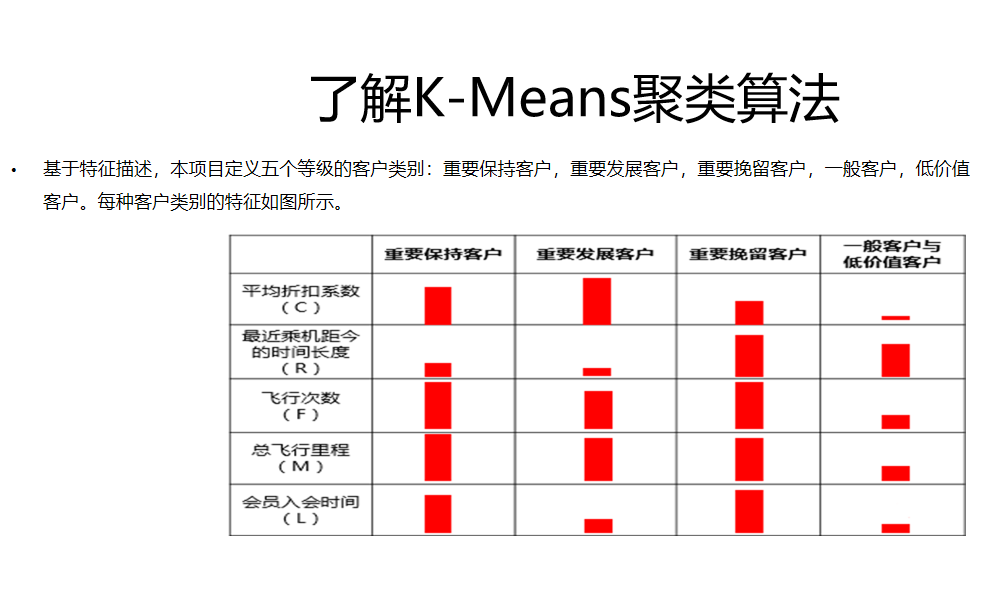 了解K-Means聚类算法
• 基于特征描述，本项目定义五个等级的客户类别：重要保持客户，重要发展客户，重要挽留客户，一般客户，低价值
客户。每种客户类别的特征如图所示。
重要保持客户 重要发展客户 重要挽留客户 一般客户与
低价值客户
平均折扣系数
（C）
最近乘机距今
的时间长度
（R）
飞行次数
（F）
总飞行里程
（M）
会员入会时间
（L）